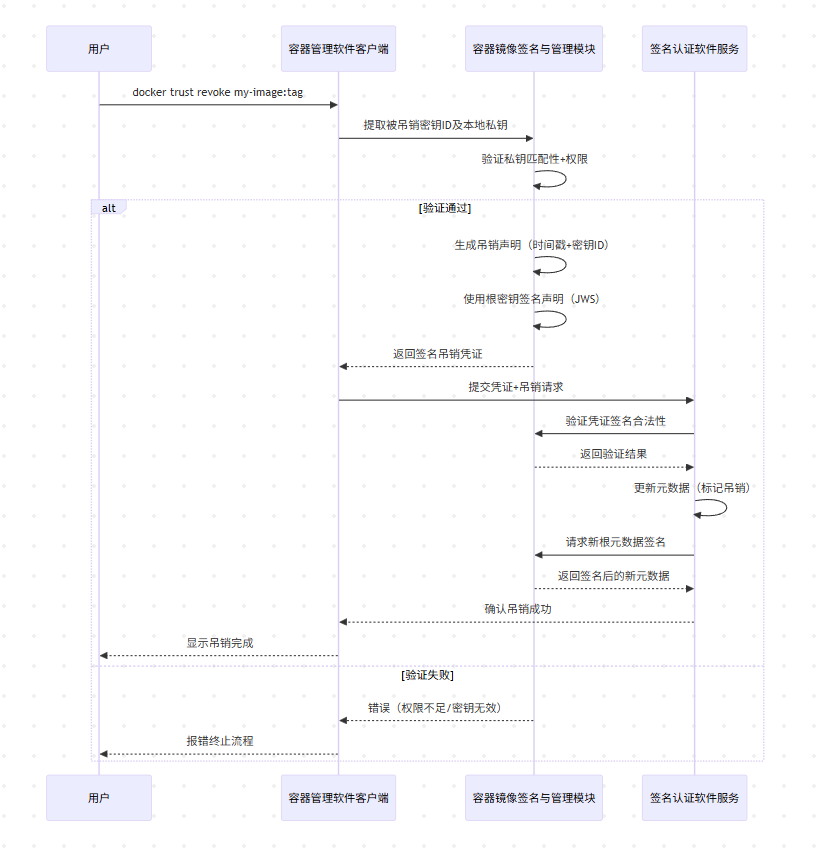 用户
容器管理软件客户端
容器镜像签名与管理模块
签名认证软件服务
docker trust revoke my-image:tag
提取被吊销密钥ID及本地私钥
验证私钥匹配性+权限
alt
[验证通过]
生成吊销声明（时间戳+密钥ID）
使用根密钥签名声明（JWS）
返回签名吊销凭证
提交凭证+吊销请求
验证凭证签名合法性
返回验证结果
更新元数据（标记吊销）
请求新根元数据签名
返回签名后的新元数据
确认吊销成功
显示吊销完成
[验证失败]
错误（权限不足/密钥无效）
报错终止流程
用户
容器管理软件客户端
容器镜像签名与管理模块
签名认证软件服务